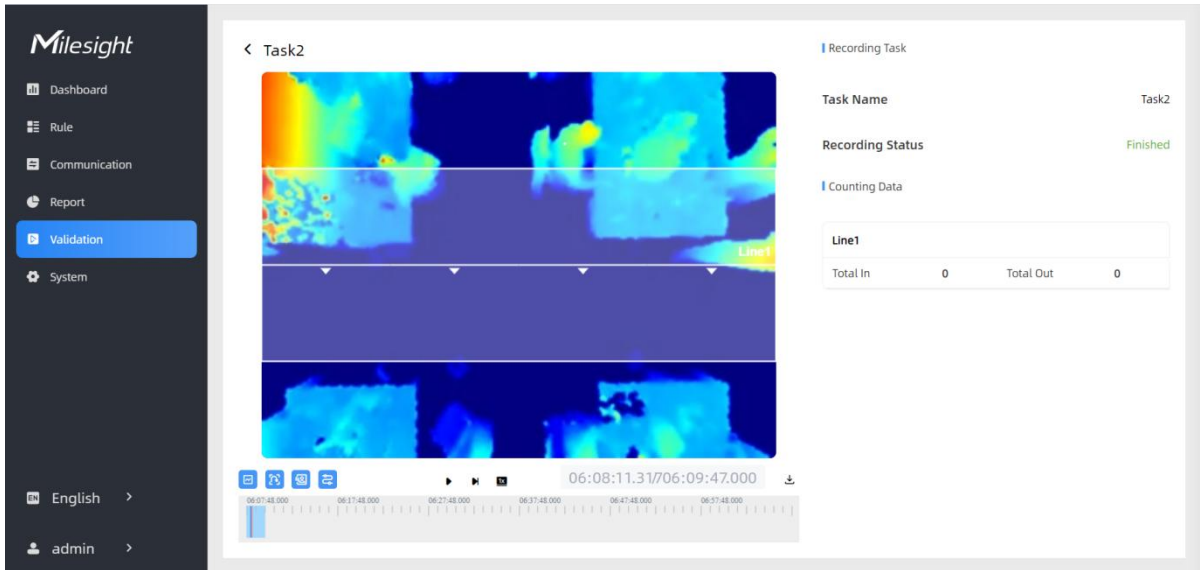 Milesight
Dashboard
Rule
Communication
Report
Validation
System
EN English
admin
Task2
Line1
1x
06:08:11.317/06:09:47.000
06:07:48.000 06:17:48.000 06:27:48.000 06:37:48.000 06:47:48.000 06:57:48.000
Recording Task
Task Name Task2
Recording Status Finished
Counting Data
Line1
Total In 0 Total Out 0